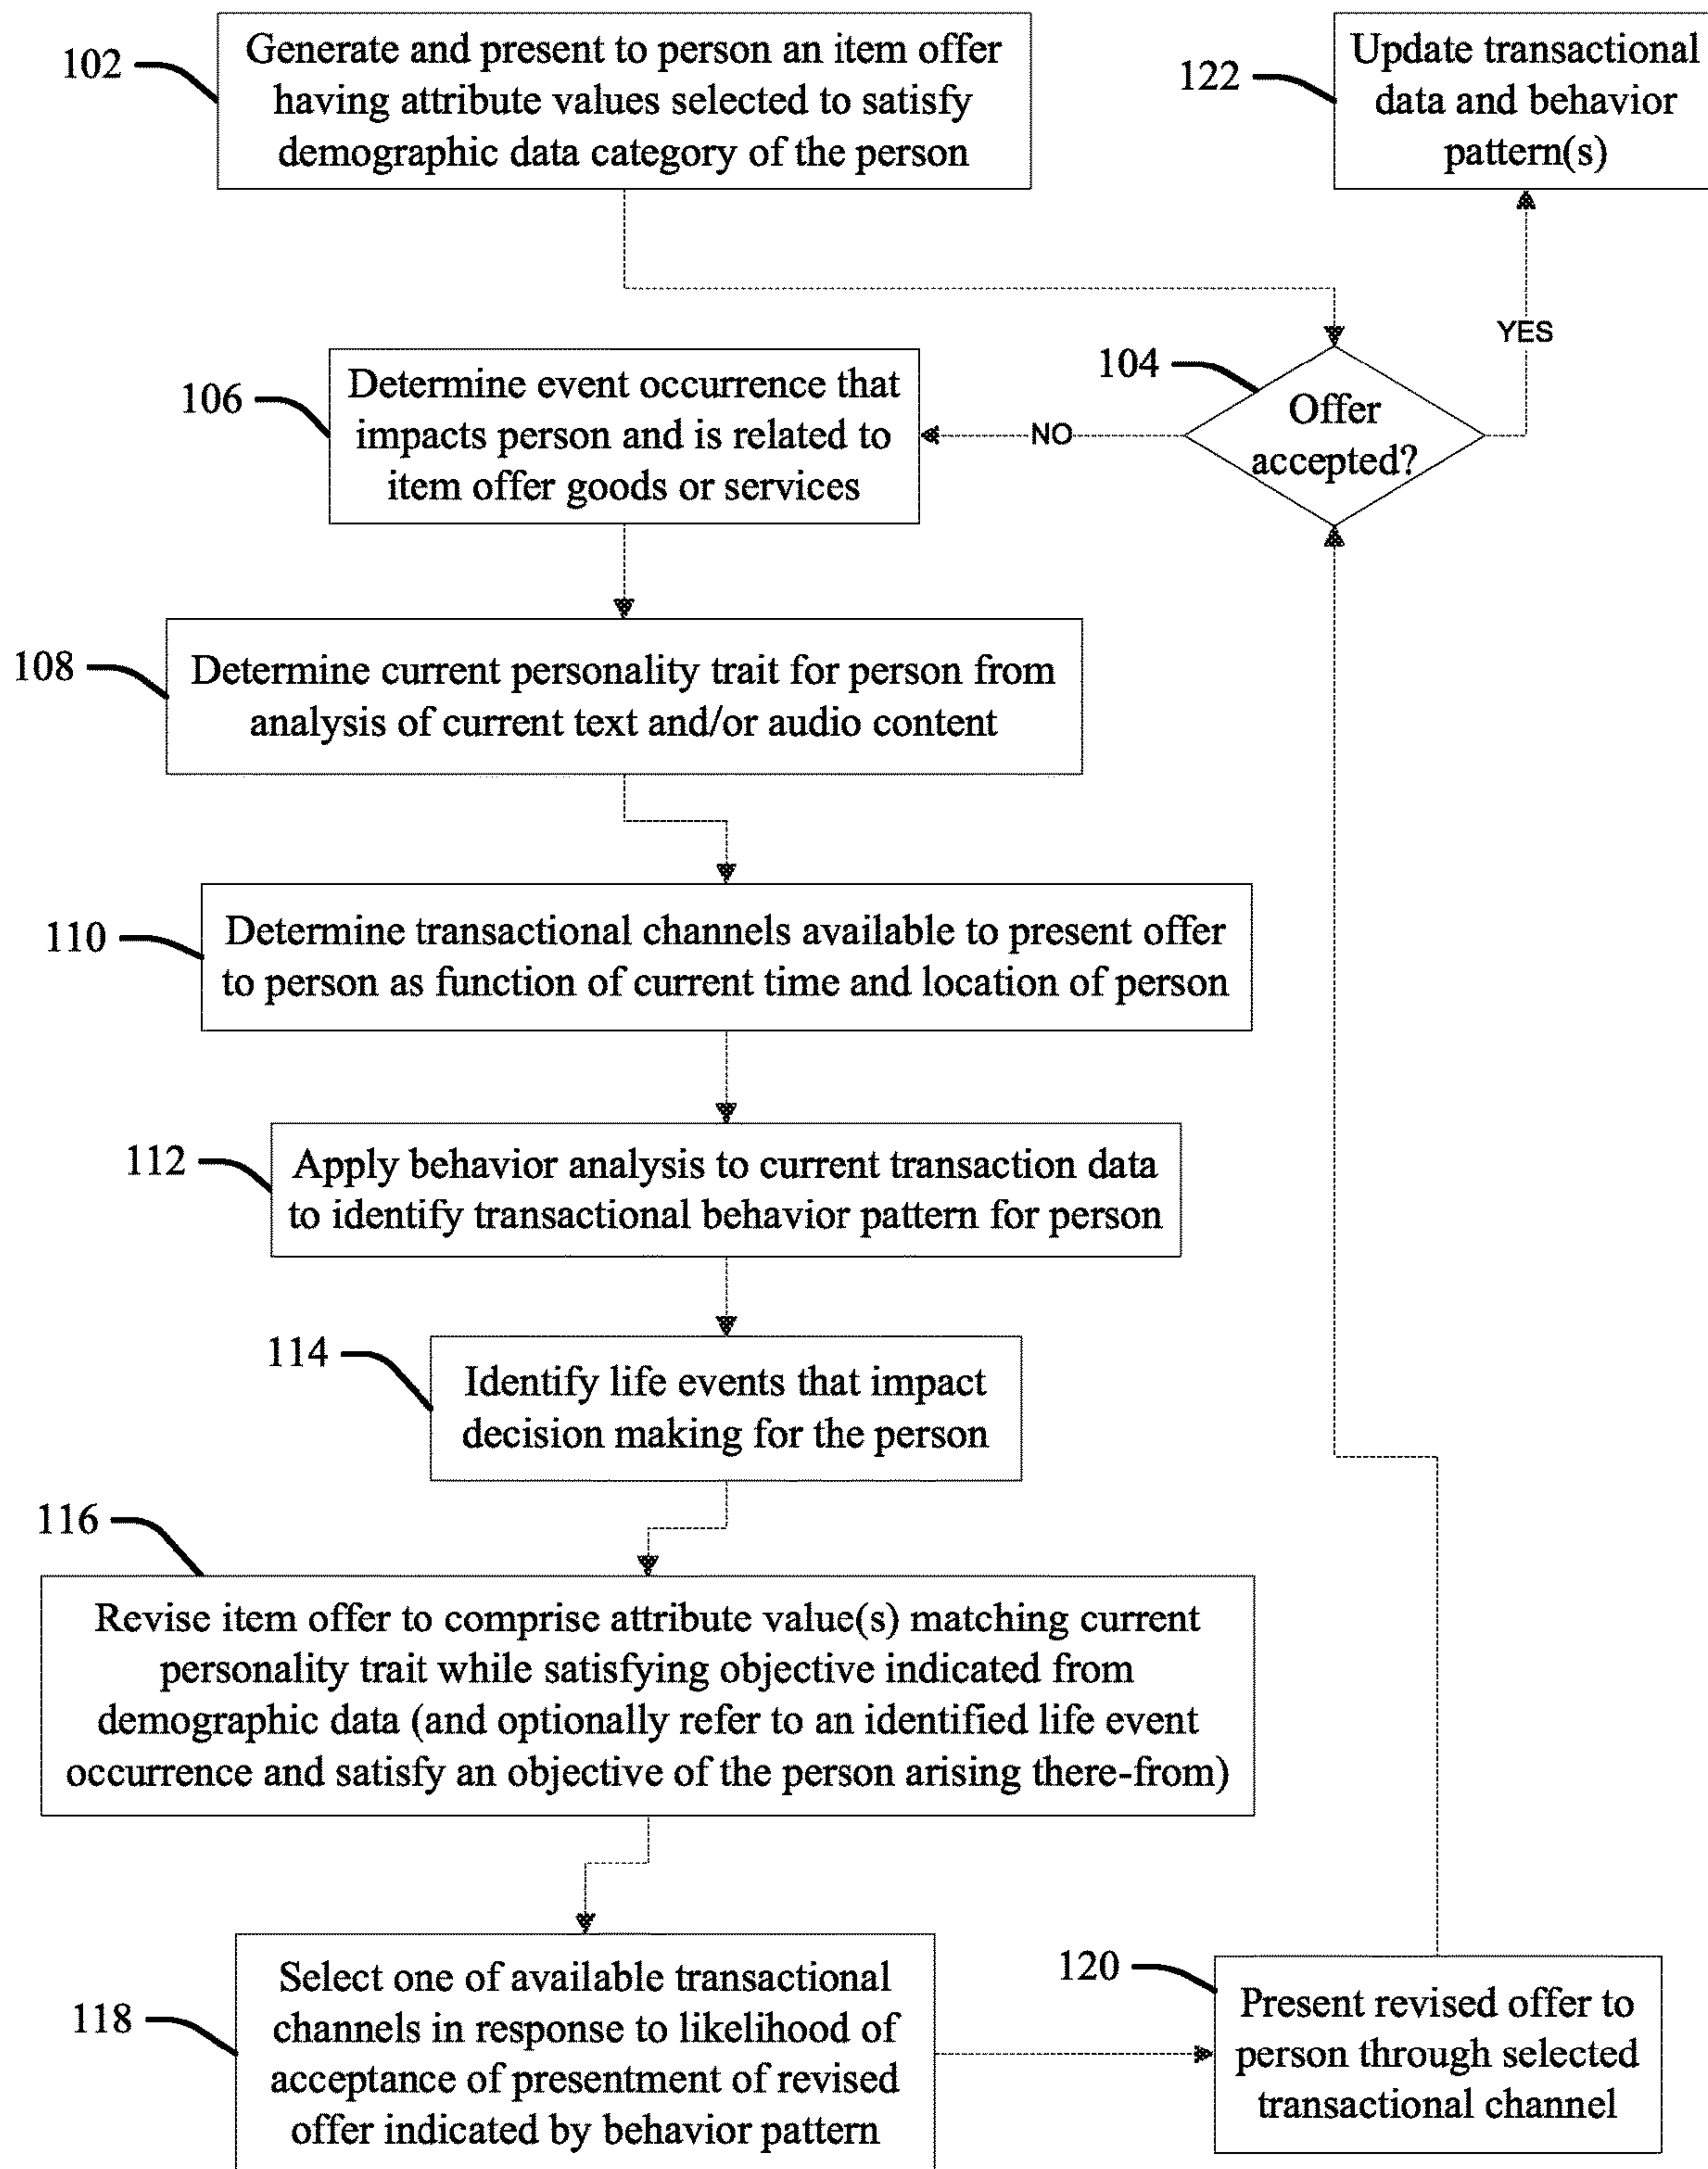 102
Generate and present to person an item offer
having attribute values selected to satisfy
demographic data category of the person
122
Update transactional
data and behavior
pattern(s)
YES
104
Offer
accepted?
NO
106
Determine event occurrence that
impacts person and is related to
item offer goods or services
108
Determine current personality trait for person from
analysis of current text and/or audio content
110
Determine transactional channels available to present offer
to person as function of current time and location of person
112
Apply behavior analysis to current transaction data
to identify transactional behavior pattern for person
114
Identify life events that impact
decision making for the person
116
Revise item offer to comprise attribute value(s) matching current
personality trait while satisfying objective indicated from
demographic data (and optionally refer to an identified life event
occurrence and satisfy an objective of the person arising there-from)
118
Select one of available transactional
channels in response to likelihood of
acceptance of presentment of revised
offer indicated by behavior pattern
120
Present revised offer to
person through selected
transactional channel